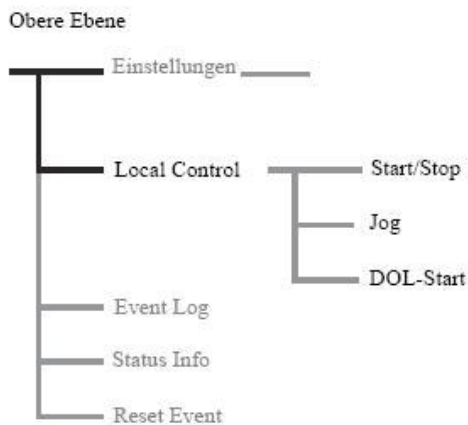 Obere Ebene
Einstellungen
Local Control
Start/Stop
Jog
DOL-Start
Event Log
Status Info
Reset Event